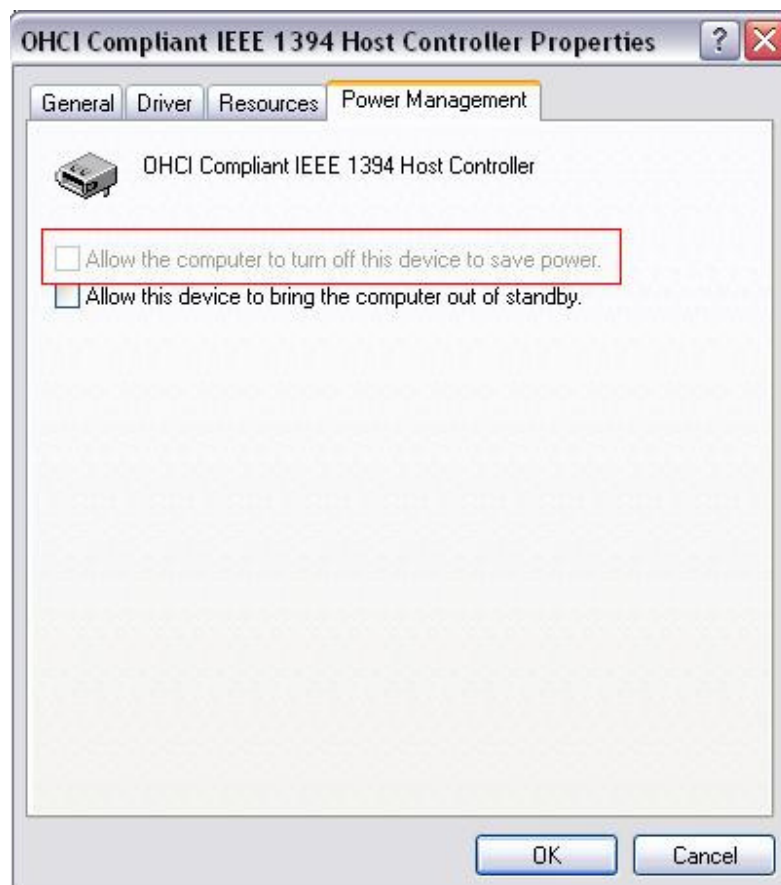 OHCI Compliant IEEE 1394 Host Controller Properties
General Driver Resources Power Management
OHCI Compliant IEEE 1394 Host Controller
Allow the computer to turn off this device to save power.
Allow this device to bring the computer out of standby.
OK Cancel